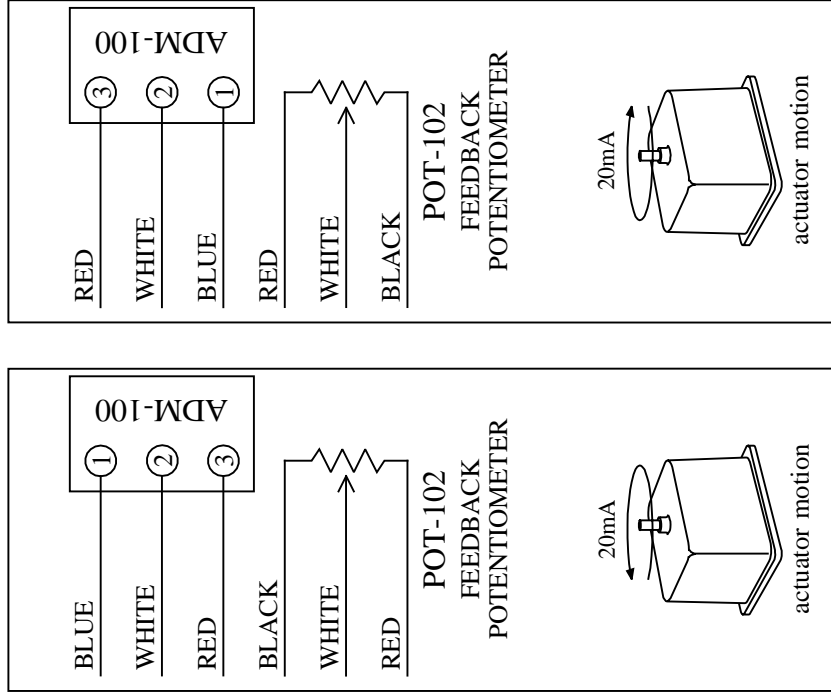 ADM-100
1
2
3
BLUE
WHITE
RED
BLACK
WHITE
RED
POT-102
FEEDBACK
POTENTIOMETER
20mA
actuator motion
ADM-100
3
2
1
RED
WHITE
BLUE
RED
WHITE
BLACK
POT-102
FEEDBACK
POTENTIOMETER
20mA
actuator motion